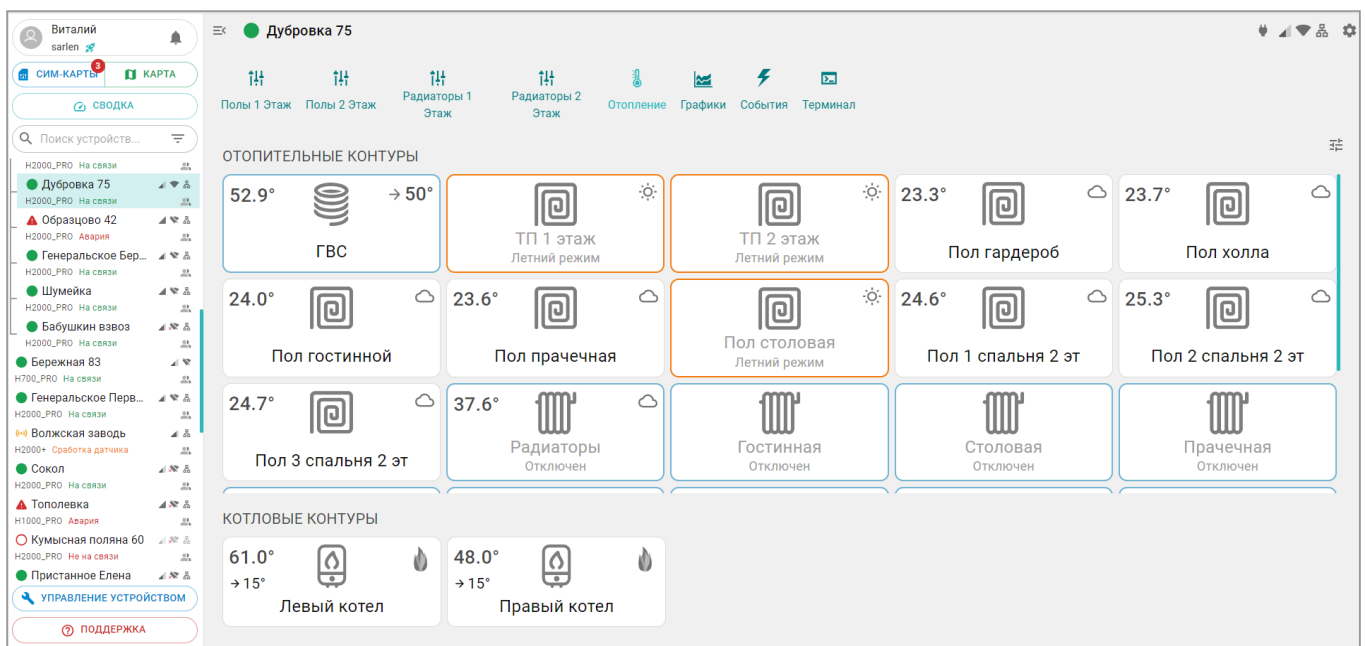 Виталий
sarlen
3
СИМ-КАРТЫ
КАРТА
СВОДКА
Поиск устройств...
H2000_PRO На связи
Дубровка 75
H2000_PRO На связи
Образцово 42
H2000_PRO Авария
Генеральское Бер...
H2000_PRO На связи
Шумейка
H2000_PRO На связи
Бабушкин взвоз
H2000_PRO На связи
Бережная 83
H700_PRO На связи
Генеральское Перв...
H2000_PRO На связи
Волжская заводь
H2000+ Сработка датчика
Сокол
H2000_PRO На связи
Тополевка
H1000_PRO Авария
Кумысная поляна 60
H2000_PRO Не на связи
Пристанное Елена
УПРАВЛЕНИЕ УСТРОЙСТВОМ
ПОДДЕРЖКА
Дубровка 75
Полы 1 Этаж
Полы 2 Этаж
Радиаторы 1
Этаж
Радиаторы 2
Этаж
Отопление
Графики
События
Терминал
ОТОПИТЕЛЬНЫЕ КОНТУРЫ
52.9°
→ 50°
ГВС
ТП 1 этаж
Летний режим
ТП 2 этаж
Летний режим
23.3°
Пол гардероб
23.7°
Пол холла
24.0°
Пол гостинной
23.6°
Пол прачечная
Пол столовая
Летний режим
24.6°
Пол 1 спальня 2 эт
25.3°
Пол 2 спальня 2 эт
24.7°
Пол 3 спальня 2 эт
37.6°
Радиаторы
Отключен
Гостинная
Отключен
Столовая
Отключен
Прачечная
Отключен
КОТЛОВЫЕ КОНТУРЫ
61.0°
→ 15°
Левый котел
48.0°
→ 15°
Правый котел